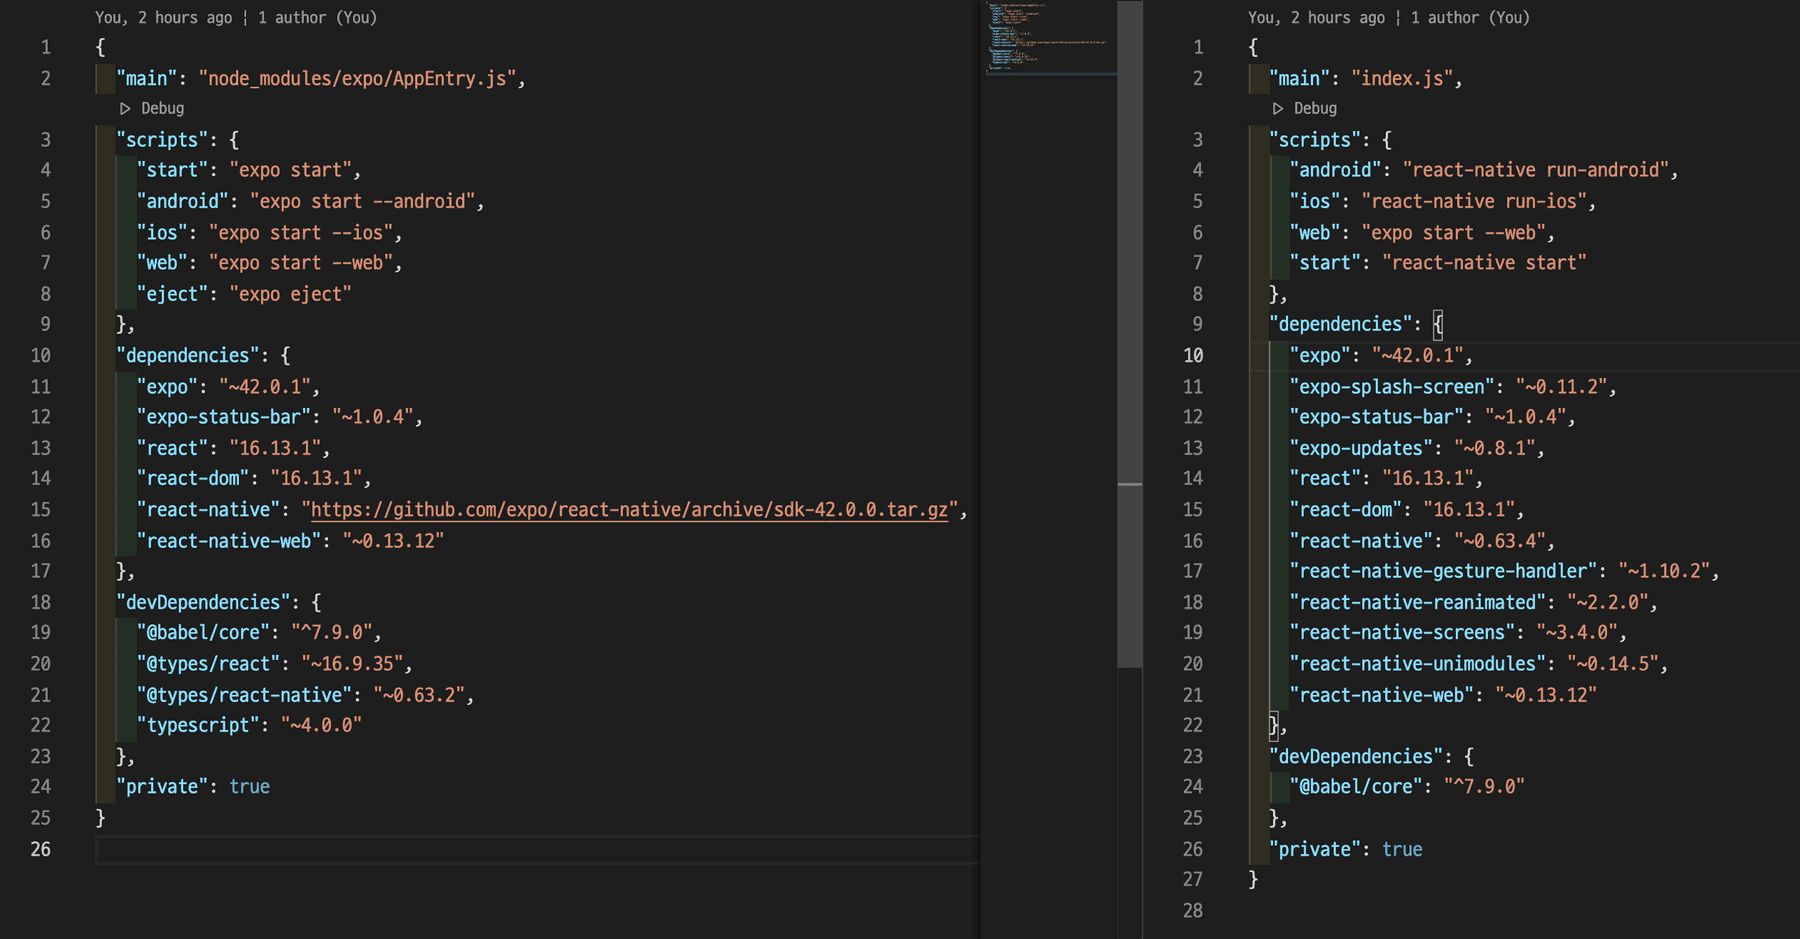 You, 2 hours ago | 1 author (You)
1 {
2 "main": "node_modules/expo/AppEntry.js",
Debug
3 "scripts": {
4 "start": "expo start",
5 "android": "expo start --android",
6 "ios": "expo start --ios",
7 "web": "expo start --web",
8 "eject": "expo eject"
9 },
10 "dependencies": {
11 "expo": "~42.0.1",
12 "expo-status-bar": "~1.0.4",
13 "react": "16.13.1",
14 "react-dom": "16.13.1",
15 "react-native": "https://github.com/expo/react-native/archive/sdk-42.0.0.tar.gz",
16 "react-native-web": "~0.13.12"
17 },
18 "devDependencies": {
19 "@babel/core": "^7.9.0",
20 "@types/react": "~16.9.35",
21 "@types/react-native": "~0.63.2",
22 "typescript": "~4.0.0"
23 },
24 "private": true
25 }
26
You, 2 hours ago | 1 author (You)
1 {
2 "main": "index.js",
Debug
3 "scripts": {
4 "android": "react-native run-android",
5 "ios": "react-native run-ios",
6 "web": "expo start --web",
7 "start": "react-native start"
8 },
9 "dependencies": {
10 "expo": "~42.0.1",
11 "expo-splash-screen": "~0.11.2",
12 "expo-status-bar": "~1.0.4",
13 "expo-updates": "~0.8.1",
14 "react": "16.13.1",
15 "react-dom": "16.13.1",
16 "react-native": "~0.63.4",
17 "react-native-gesture-handler": "~1.10.2",
18 "react-native-reanimated": "~2.2.0",
19 "react-native-screens": "~3.4.0",
20 "react-native-unimodules": "~0.14.5",
21 "react-native-web": "~0.13.12"
22 },
23 "devDependencies": {
24 "@babel/core": "^7.9.0"
25 },
26 "private": true
27 }
28